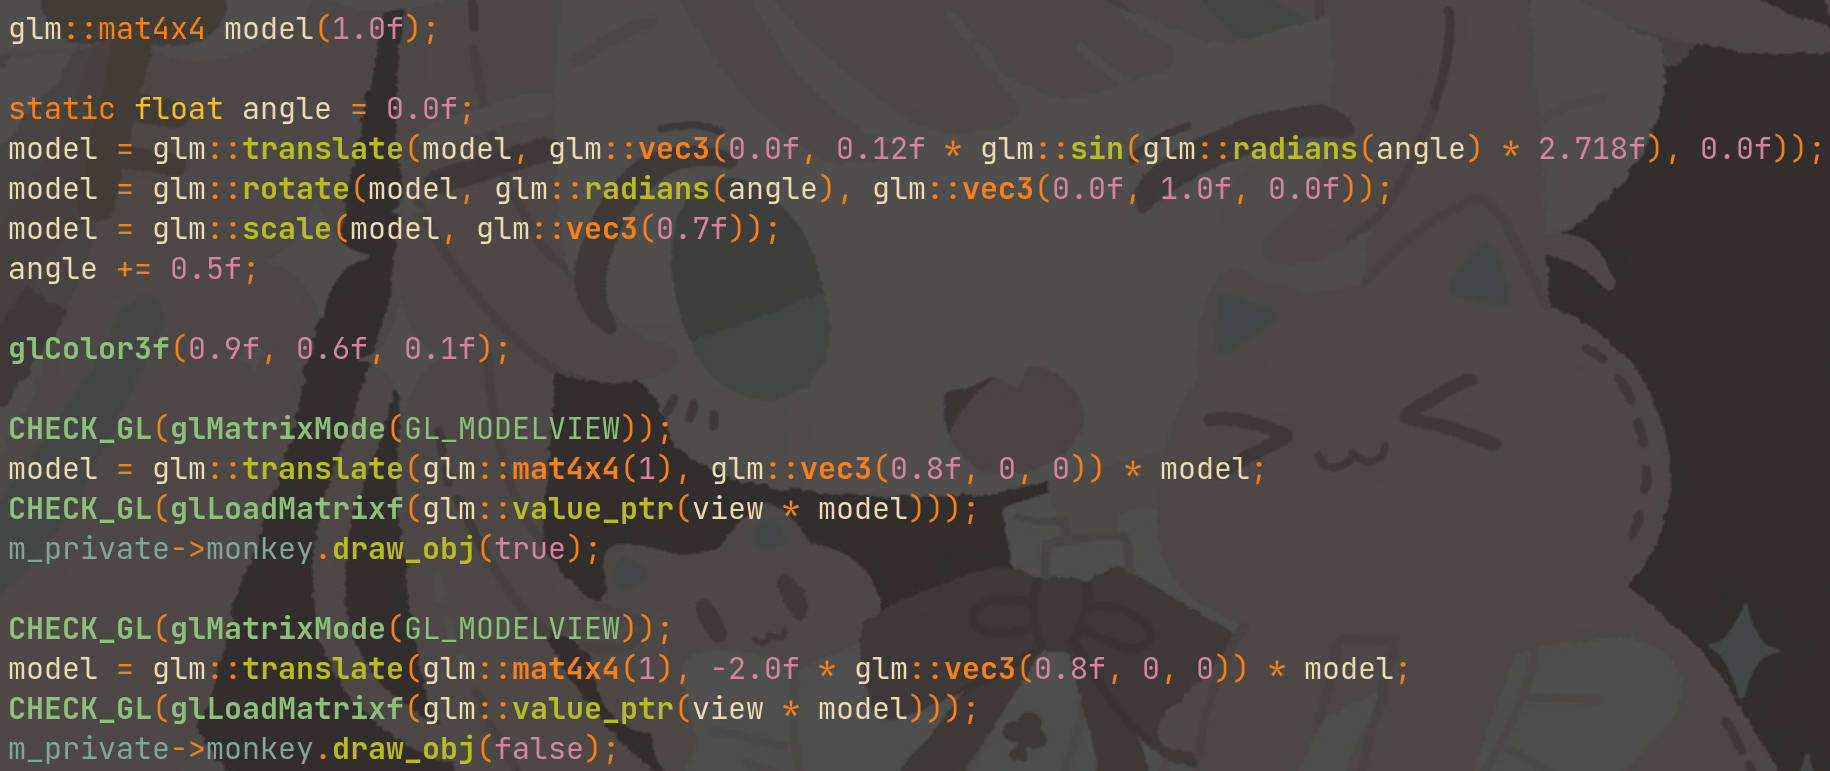 glm::mat4x4 model(1.0f);
static float angle = 0.0f;
model = glm::translate(model, glm::vec3(0.0f, 0.12f * glm::sin(glm::radians(angle) * 2.718f), 0.0f));
model = glm::rotate(model, glm::radians(angle), glm::vec3(0.0f, 1.0f, 0.0f));
model = glm::scale(model, glm::vec3(0.7f));
angle += 0.5f;
glColor3f(0.9f, 0.6f, 0.1f);
CHECK_GL(glMatrixMode(GL_MODELVIEW));
model = glm::translate(glm::mat4x4(1), glm::vec3(0.8f, 0, 0)) * model;
CHECK_GL(glLoadMatrixf(glm::value_ptr(view * model)));
m_private->monkey.draw_obj(true);
CHECK_GL(glMatrixMode(GL_MODELVIEW));
model = glm::translate(glm::mat4x4(1), -2.0f * glm::vec3(0.8f, 0, 0)) * model;
CHECK_GL(glLoadMatrixf(glm::value_ptr(view * model)));
m_private->monkey.draw_obj(false);